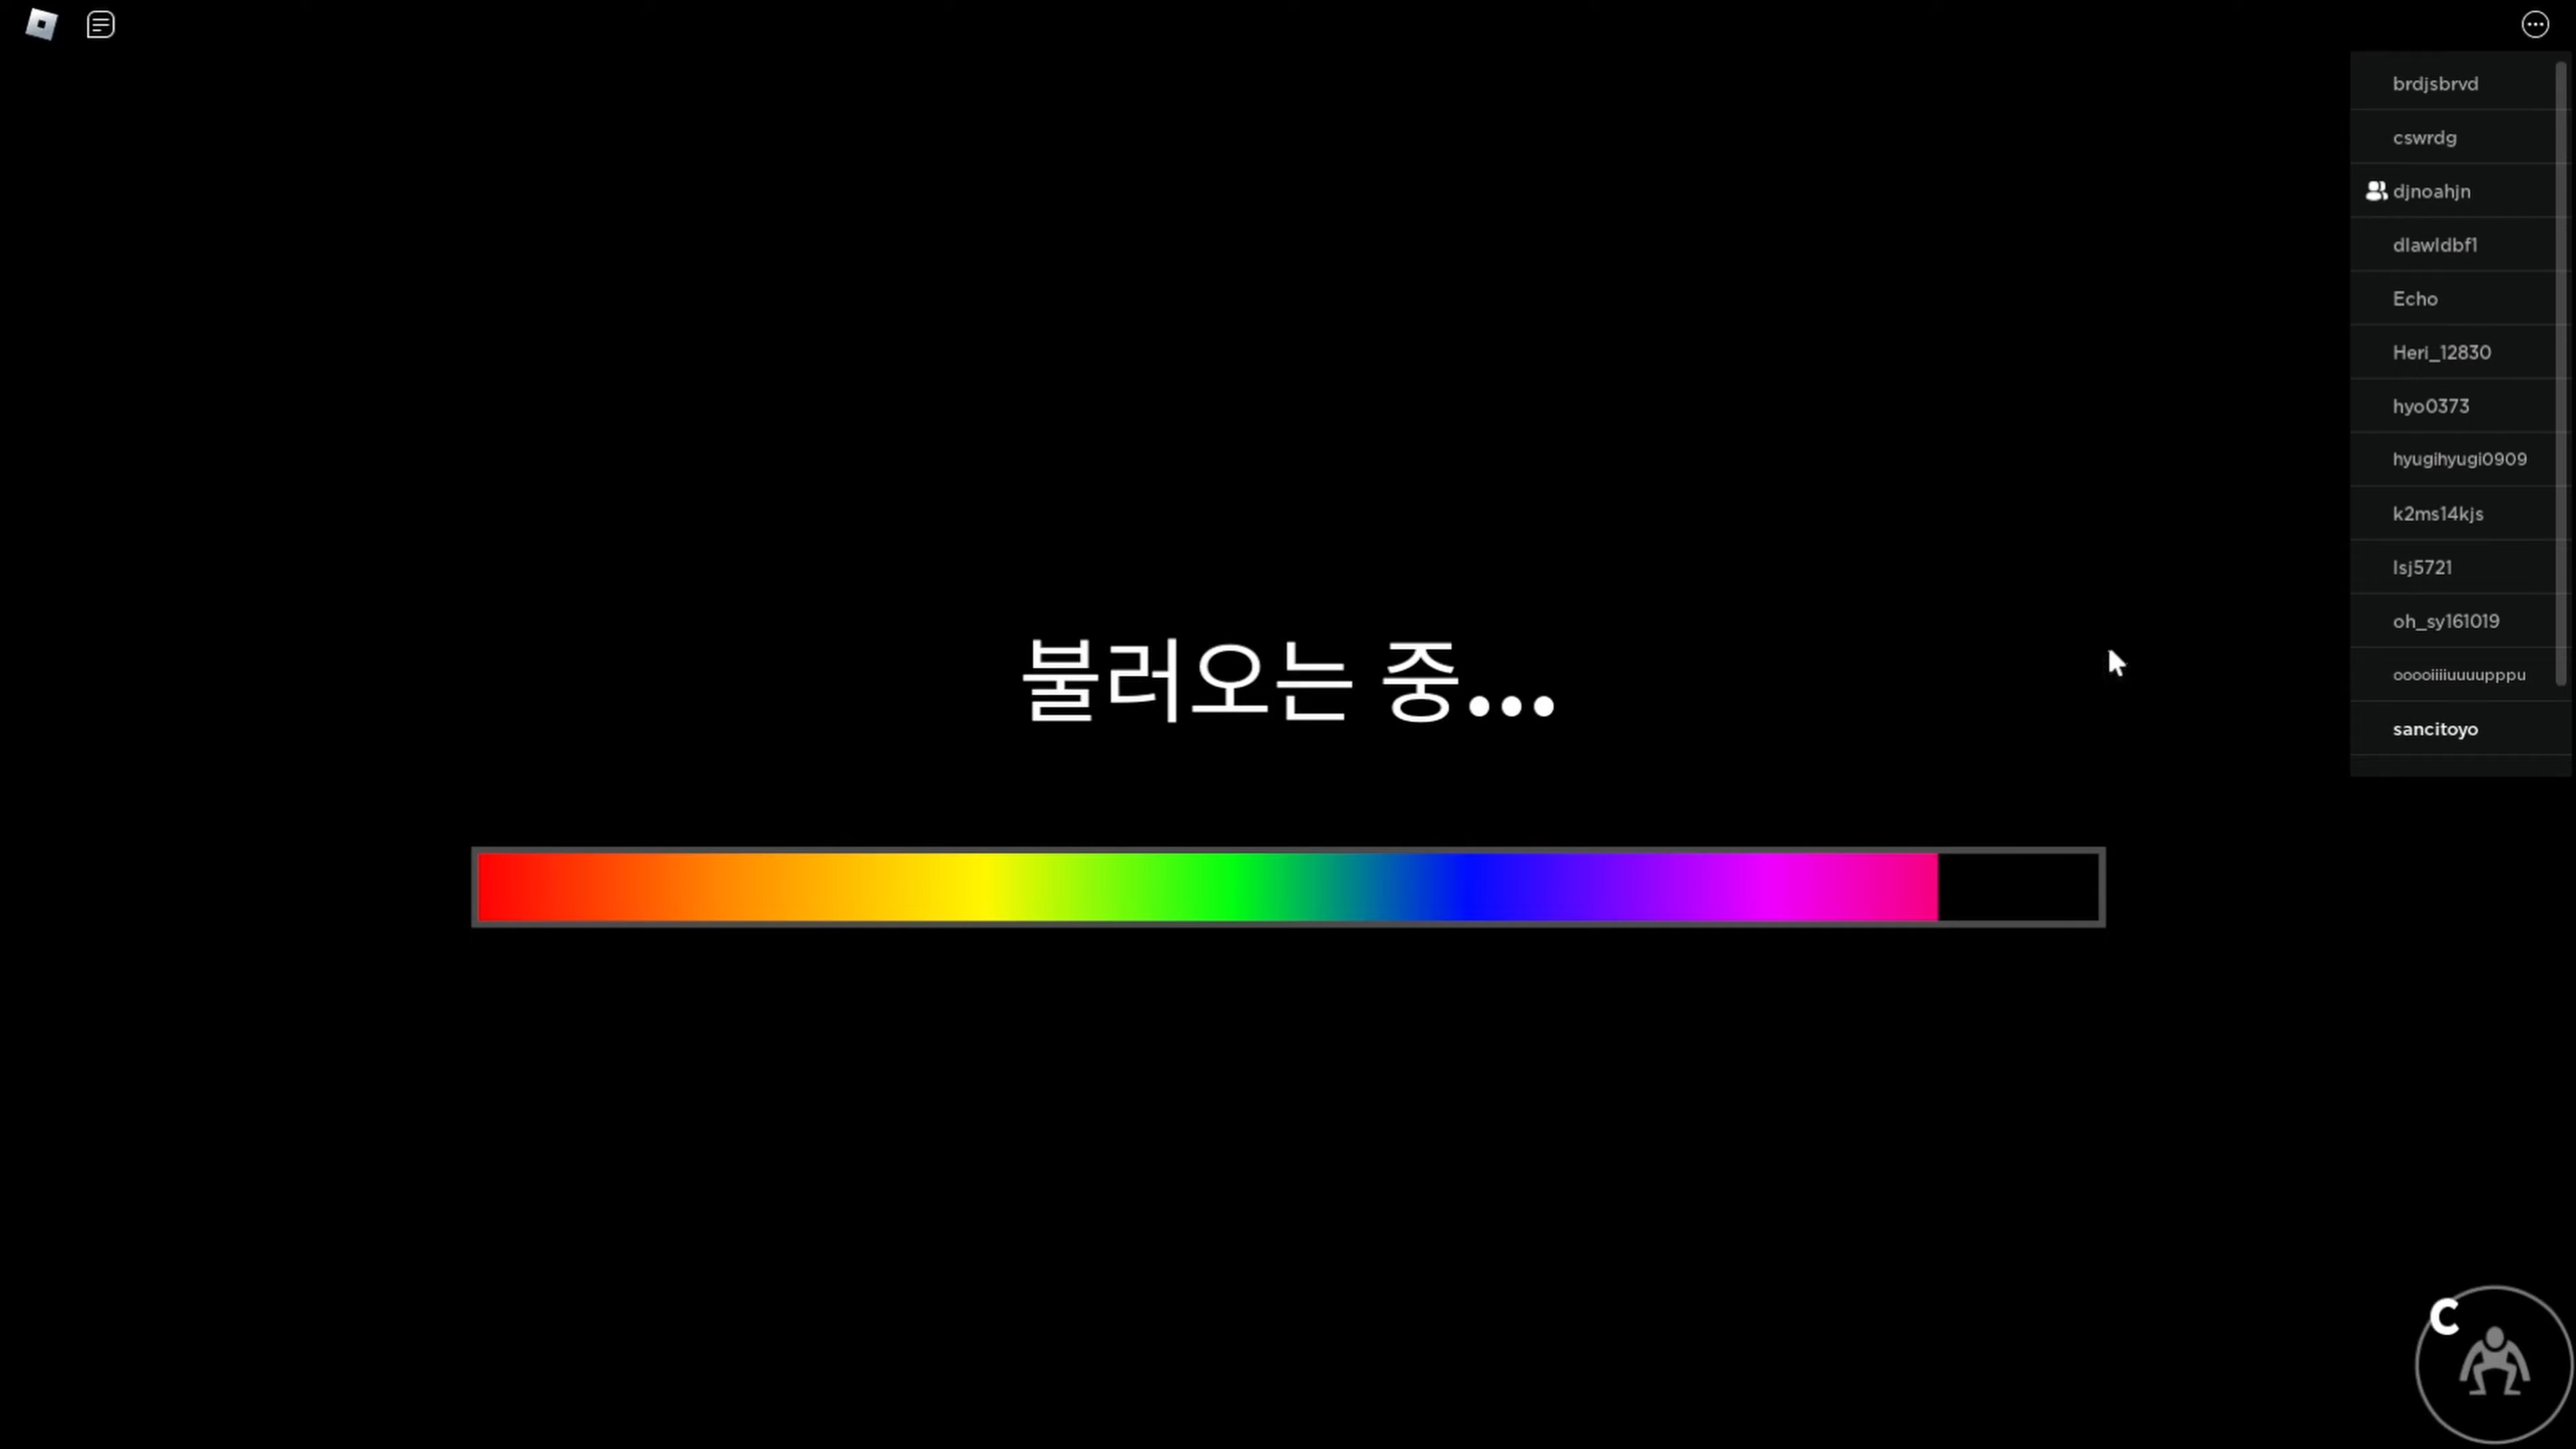 brdjsbrvd
cswrdg
djnoahjn
dlawldbf1
Echo
Heri_12830
hyo0373
hyugihyugi0909
k2ms14kjs
lsj5721
oh_sy161019
ooooiiiiuuuupppu
sancitoyo
불러오는 중...
C